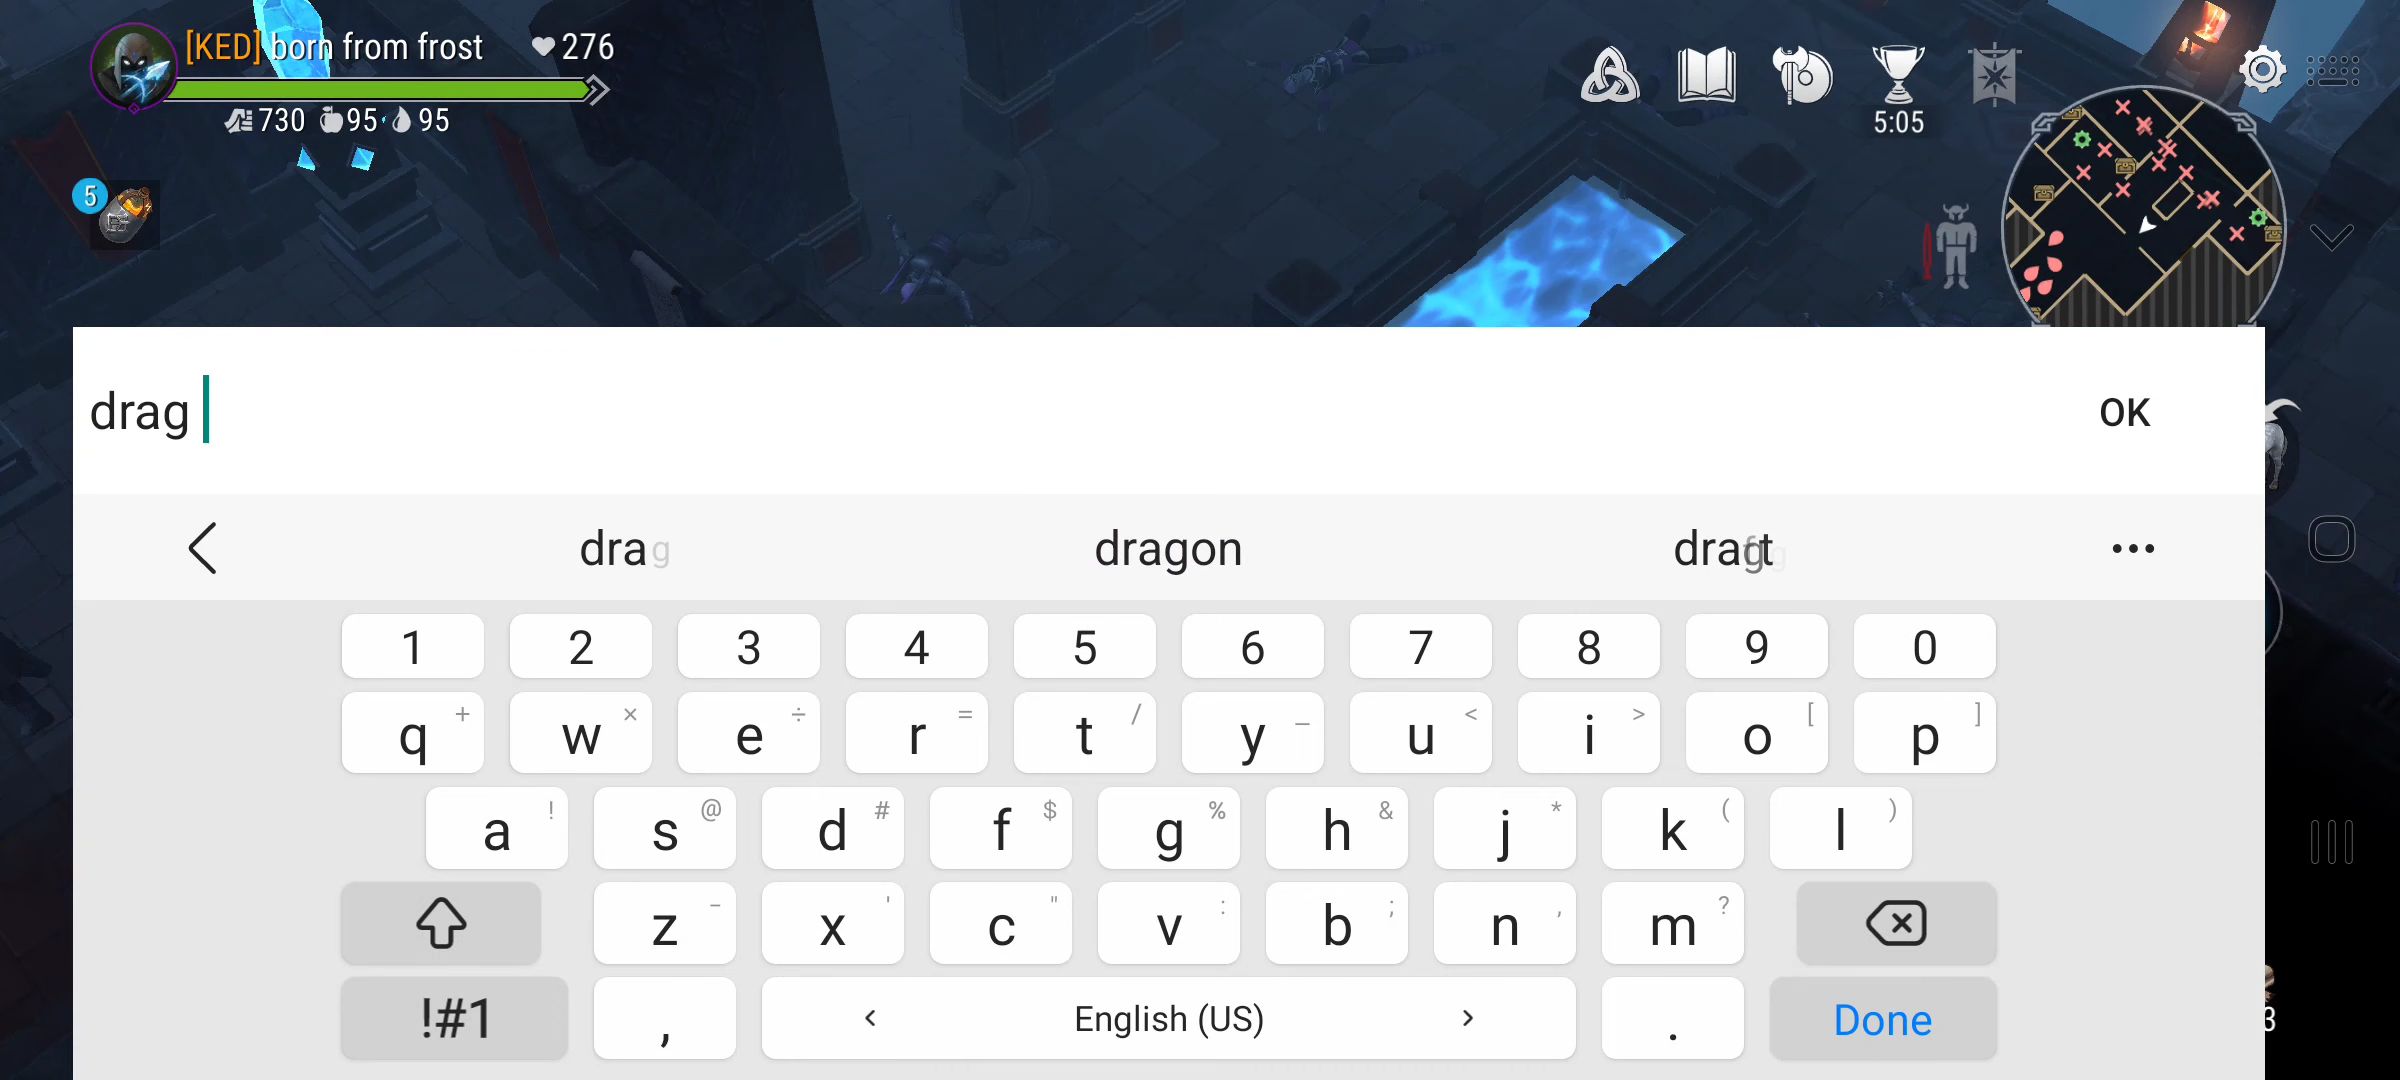 [KED] born from frost 276
730 95 95
5:05
5
drag
OK
drag dragon
1 2 3 4 5 6 7 8 9 0
q + w × e ÷ r = t / y _ u < i > o [ p ]
a ! s @ d # f $ g % h & j * k ( l )
z - x ' c " v : b ; n , m ?
!#1 , < English (US) > . Done
3